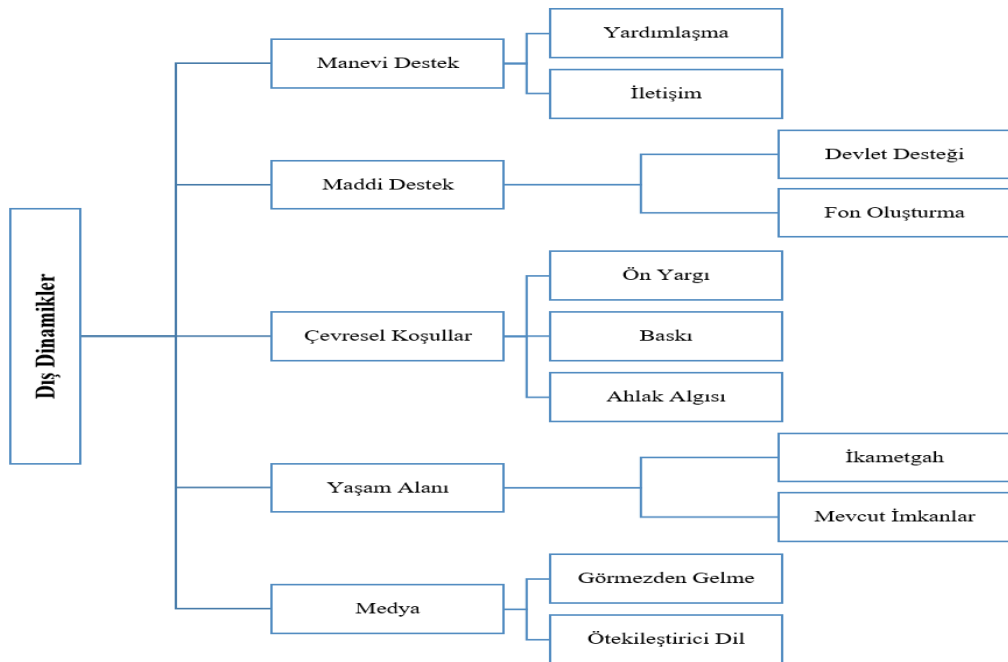 Dış Dinamikler
Manevi Destek
Yardımlaşma
İletişim
Maddi Destek
Devlet Desteği
Fon Oluşturma
Çevresel Koşullar
Ön Yargı
Baskı
Ahlak Algısı
Yaşam Alanı
İkametgah
Mevcut İmkanlar
Medya
Görmezden Gelme
Ötekileştirici Dil